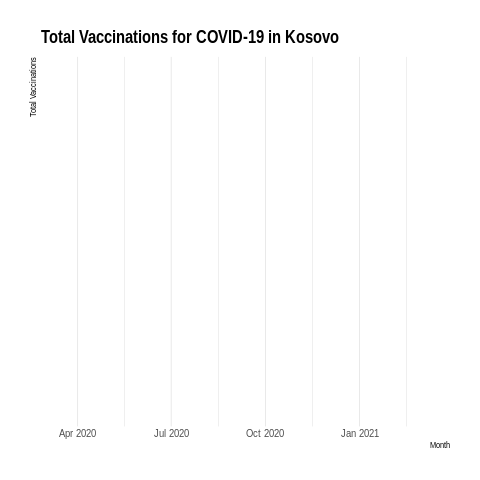 Total Vaccinations for COVID-19 in Kosovo
Total Vaccinations
Apr 2020
Jul 2020
Oct 2020
Jan 2021
Month